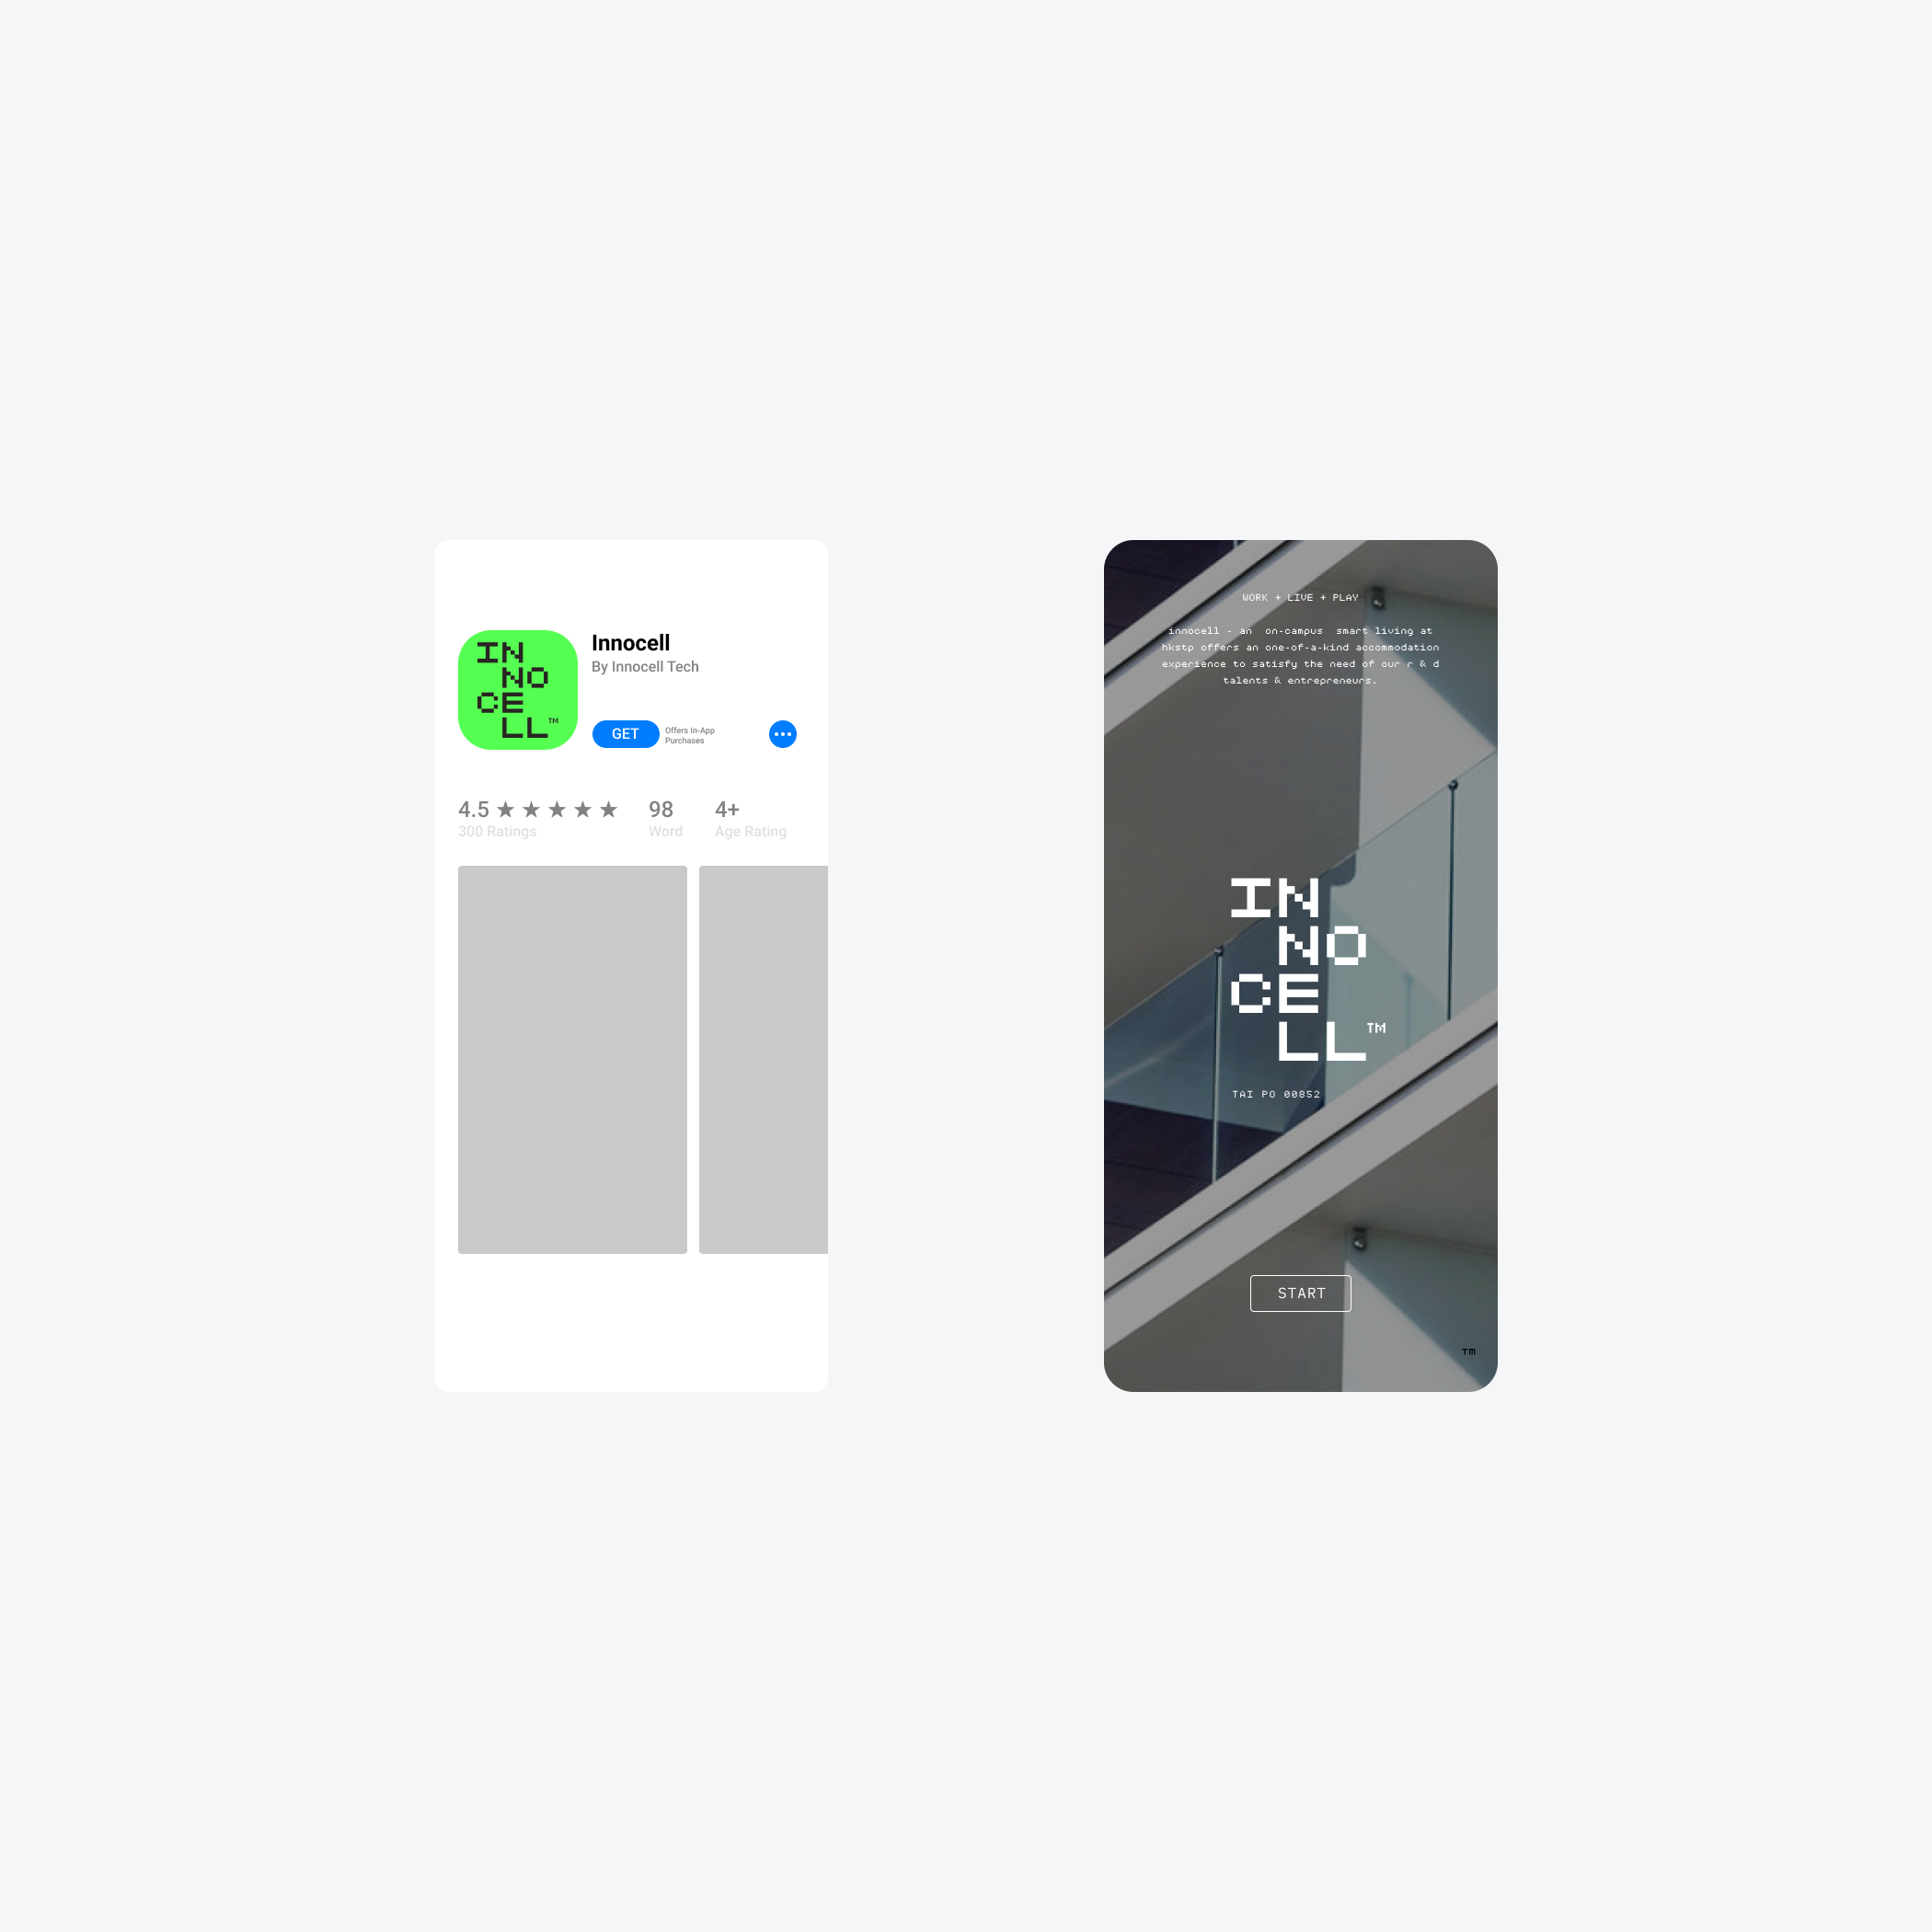 IN
NO
CE
LL™
Innocell
By Innocell Tech
GET
Offers In-App
Purchases
4.5 ★ ★ ★ ★ ★
300 Ratings
98
Word
4+
Age Rating
WORK + LIVE + PLAY
innocell - an  on-campus  smart living at
hkstp offers an one-of-a-kind accommodation
experience to satisfy the need of our r & d
talents & entrepreneurs.
IN
NO
CE
LL™
TAI PO 00852
START
™